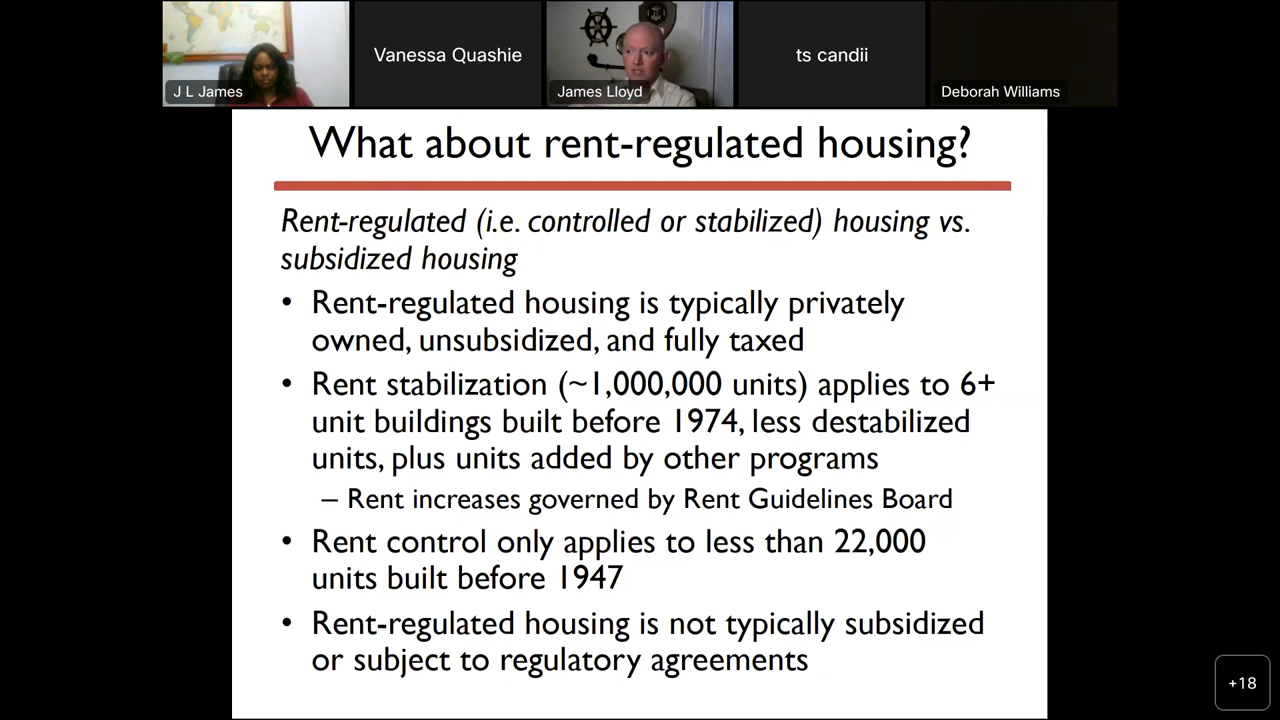 J L James
Vanessa Quashie
James Lloyd
ts candii
Deborah Williams
What about rent-regulated housing?
Rent-regulated (i.e. controlled or stabilized) housing vs.
subsidized housing
• Rent-regulated housing is typically privately
owned, unsubsidized, and fully taxed
• Rent stabilization (~1,000,000 units) applies to 6+
unit buildings built before 1974, less destabilized
units, plus units added by other programs
– Rent increases governed by Rent Guidelines Board
• Rent control only applies to less than 22,000
units built before 1947
• Rent-regulated housing is not typically subsidized
or subject to regulatory agreements
+18